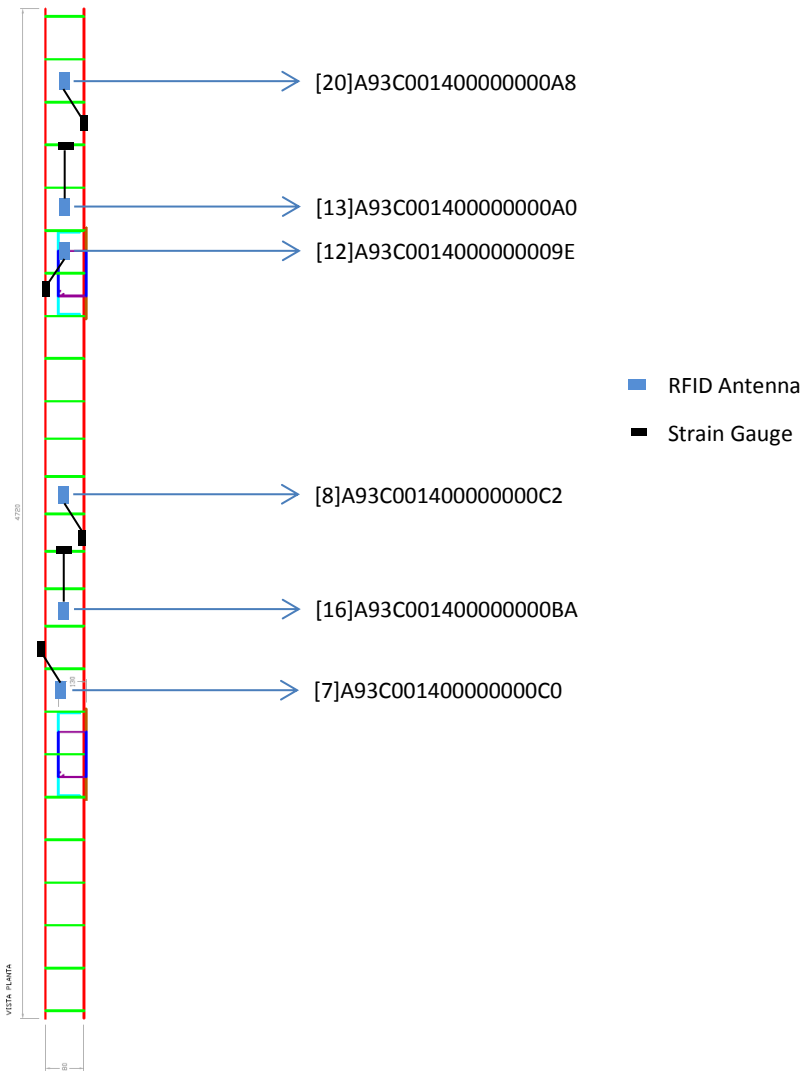 [20]A93C001400000000A8
[13]A93C001400000000A0
[12]A93C0014000000009E
RFID Antenna
Strain Gauge
[8]A93C001400000000C2
4720
[16]A93C001400000000BA
130
[7]A93C001400000000C0
VISTA PLANTA